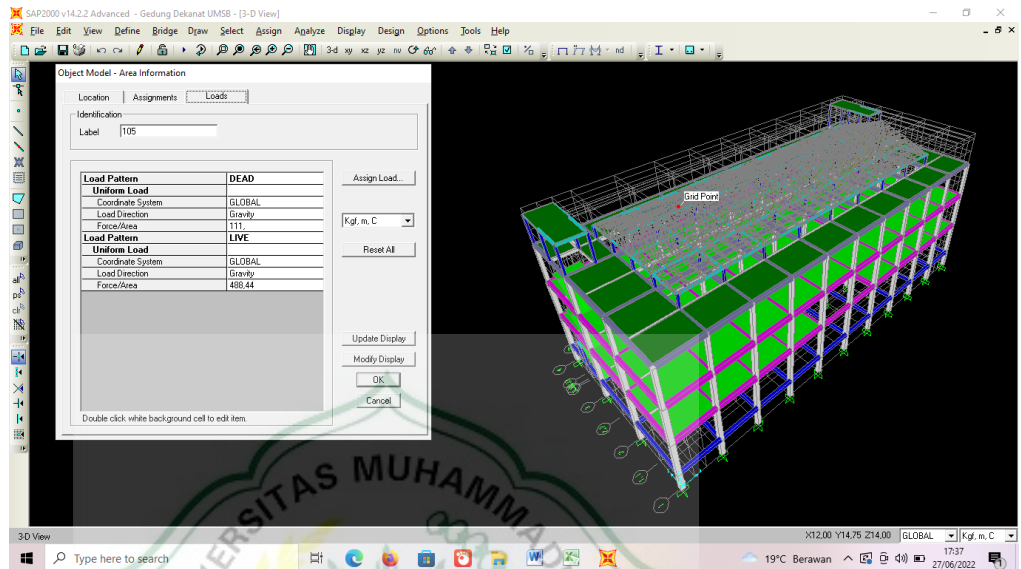 SAP2000 v14.2.2 Advanced - Gedung Dekanat UMSB - [3-D View]
File Edit View Define Bridge Draw Select Assign Analyze Display Design Options Tools Help
3-d xy xz yz nv nd
Object Model - Area Information
Location Assignments Loads
Identification
Label 105
Load Pattern DEAD
Uniform Load
Coordinate System GLOBAL
Load Direction Gravity
Force/Area 111,
Load Pattern LIVE
Uniform Load
Coordinate System GLOBAL
Load Direction Gravity
Force/Area 488,44
Double click white background cell to edit item.
Assign Load...
Kgf, m, C
Reset All
Update Display
Modify Display
OK
Cancel
Grid Point
all
ps
clr
ERSITAS MUHAMMAD
3-D View X12,00 Y14,75 Z14,00 GLOBAL Kgf, m, C
Type here to search
19°C Berawan
17:37
27/06/2022